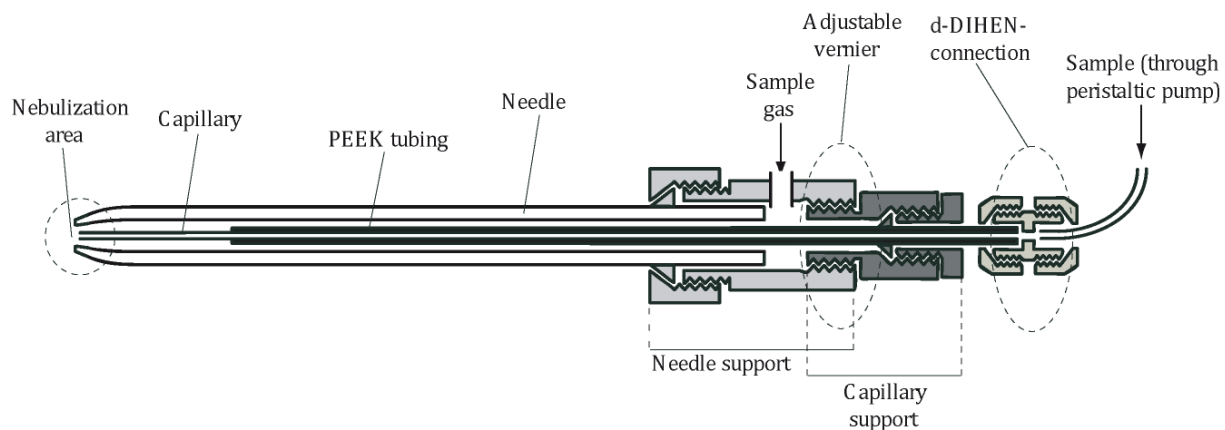 Nebulization
area
Capillary
PEEK tubing
Needle
Sample
gas
Adjustable
vernier
d-DIHEN-
connection
Sample (through
peristaltic pump)
Needle support
Capillary
support